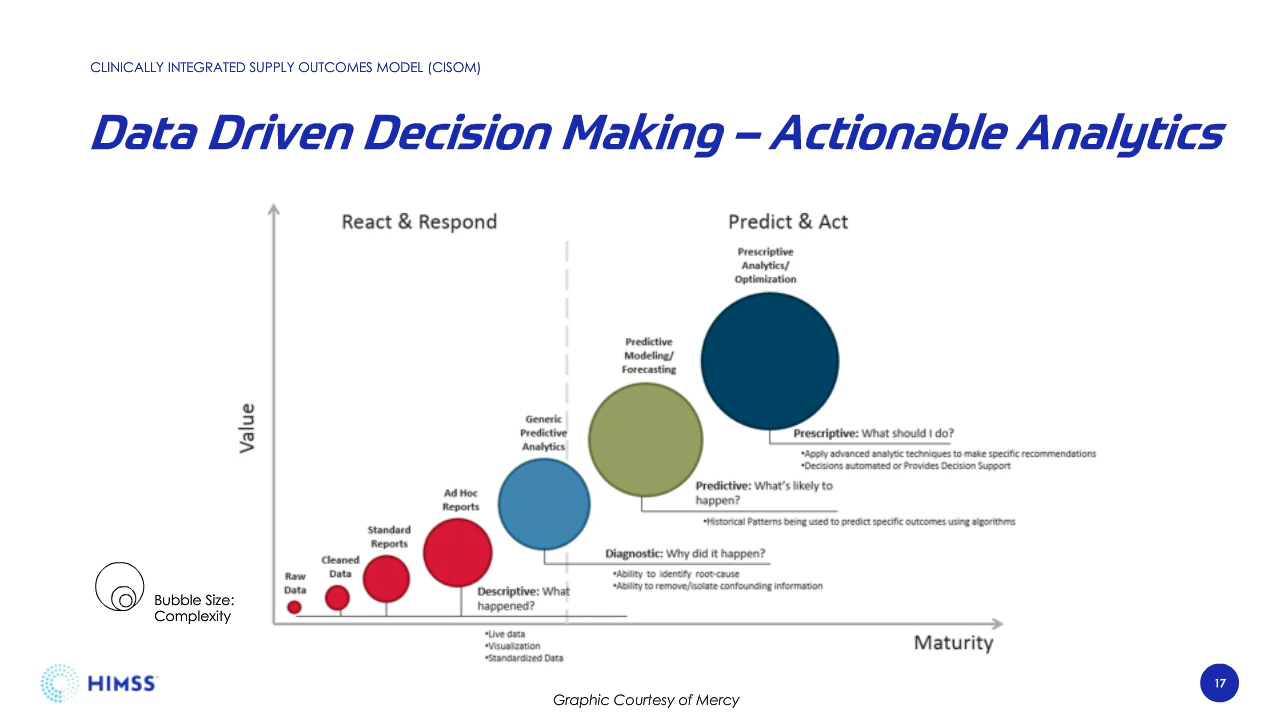 CLINICALLY INTEGRATED SUPPLY OUTCOMES MODEL (CISOM)
Data Driven Decision Making – Actionable Analytics
React & Respond
Predict & Act
Prescriptive
Analytics/
Optimization
Predictive
Modeling/
Forecasting
Generic
Predictive
Analytics
Ad Hoc
Reports
Standard
Reports
Cleaned
Data
Raw
Data
Value
Prescriptive: What should I do?
•Apply advanced analytic techniques to make specific recommendations
•Decisions automated or Provides Decision Support
Predictive: What's likely to
happen?
•Historical Patterns being used to predict specific outcomes using algorithms
Diagnostic: Why did it happen?
•Ability to identify root-cause
•Ability to remove/isolate confounding information
Descriptive: What
happened?
•Live data
•Visualization
•Standardized Data
Bubble Size:
Complexity
Maturity
HIMSS
Graphic Courtesy of Mercy
17